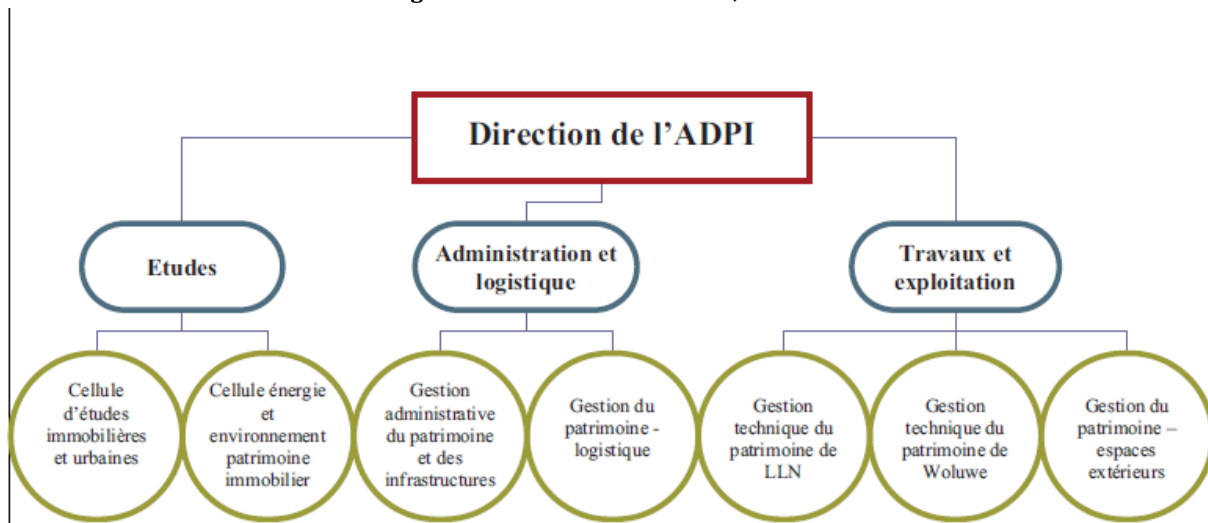 Direction de l’ADPI
Etudes
Administration et
logistique
Travaux et
exploitation
Cellule
d’études
immobilières
et urbaines
Cellule énergie
et
environnement
patrimoine
immobilier
Gestion
administrative
du patrimoine
et des
infrastructures
Gestion du
patrimoine -
logistique
Gestion
technique du
patrimoine de
LLN
Gestion
technique du
patrimoine de
Woluwe
Gestion du
patrimoine –
espaces
extérieurs